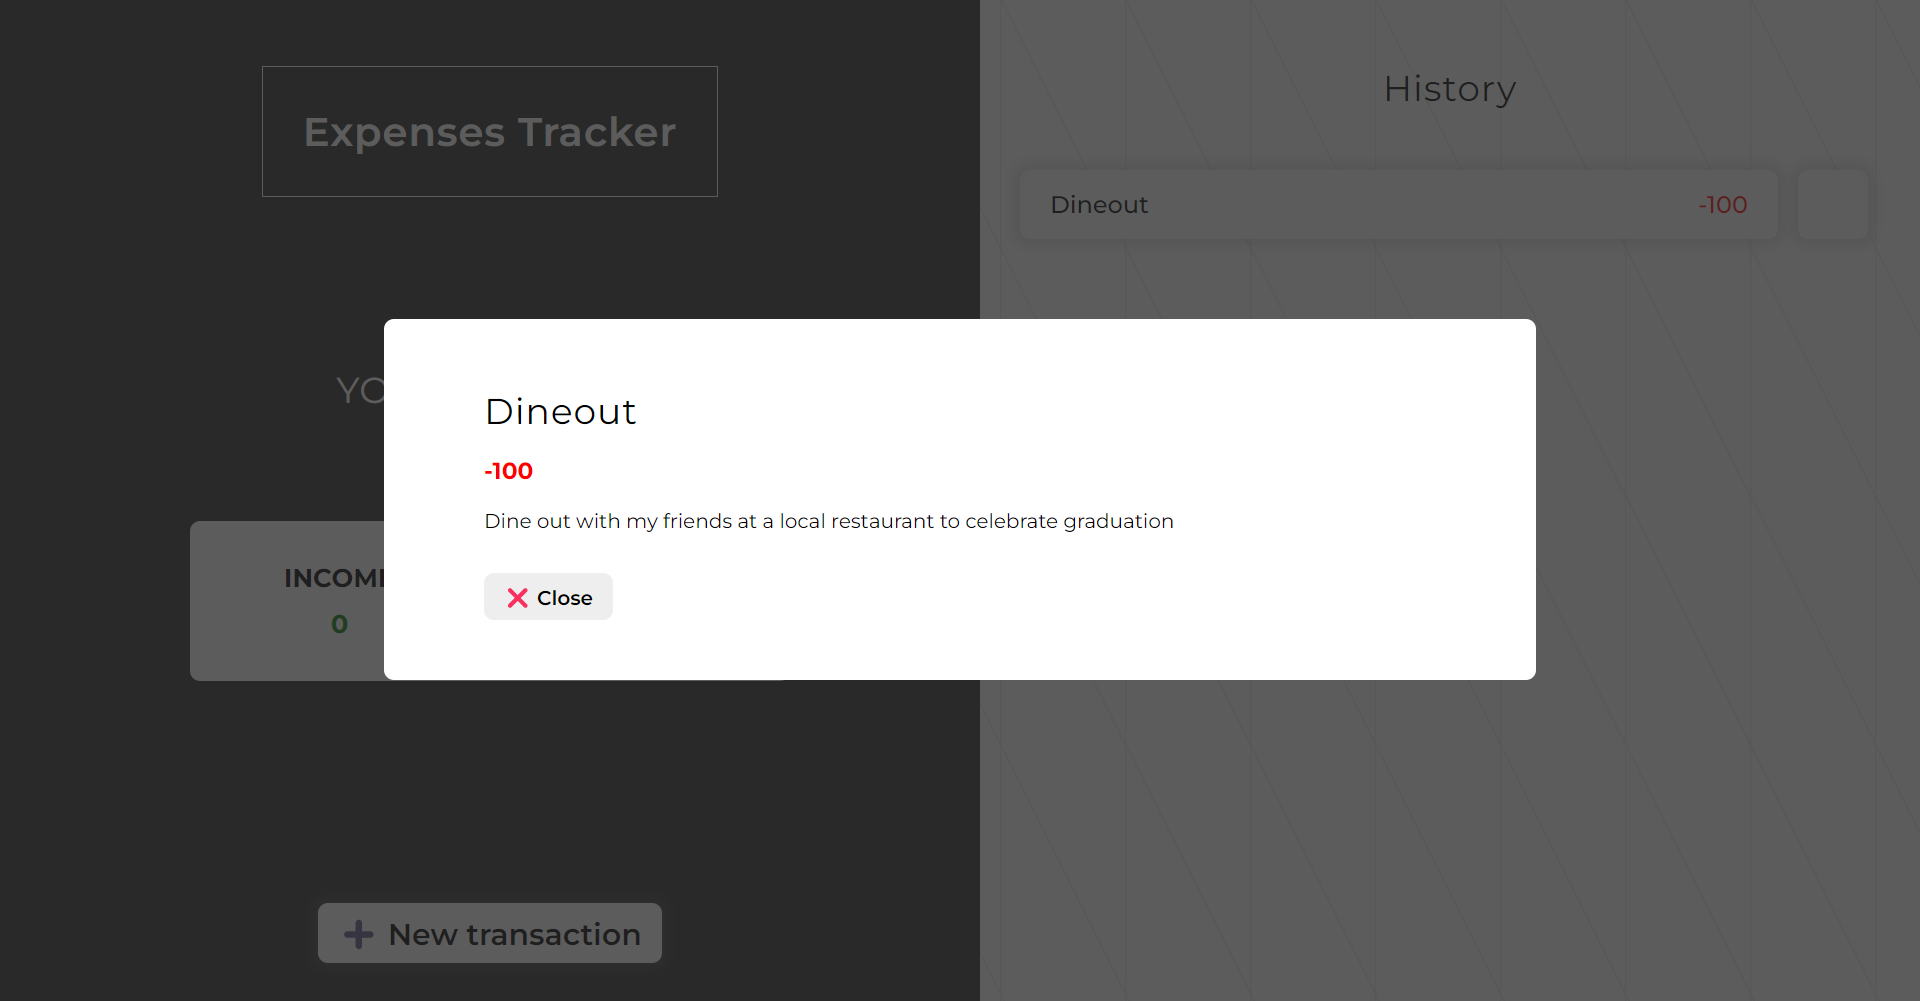 Expenses Tracker
History
Dineout -100
YO
Dineout
-100
Dine out with my friends at a local restaurant to celebrate graduation
❌ Close
INCOM
0
➕ New transaction